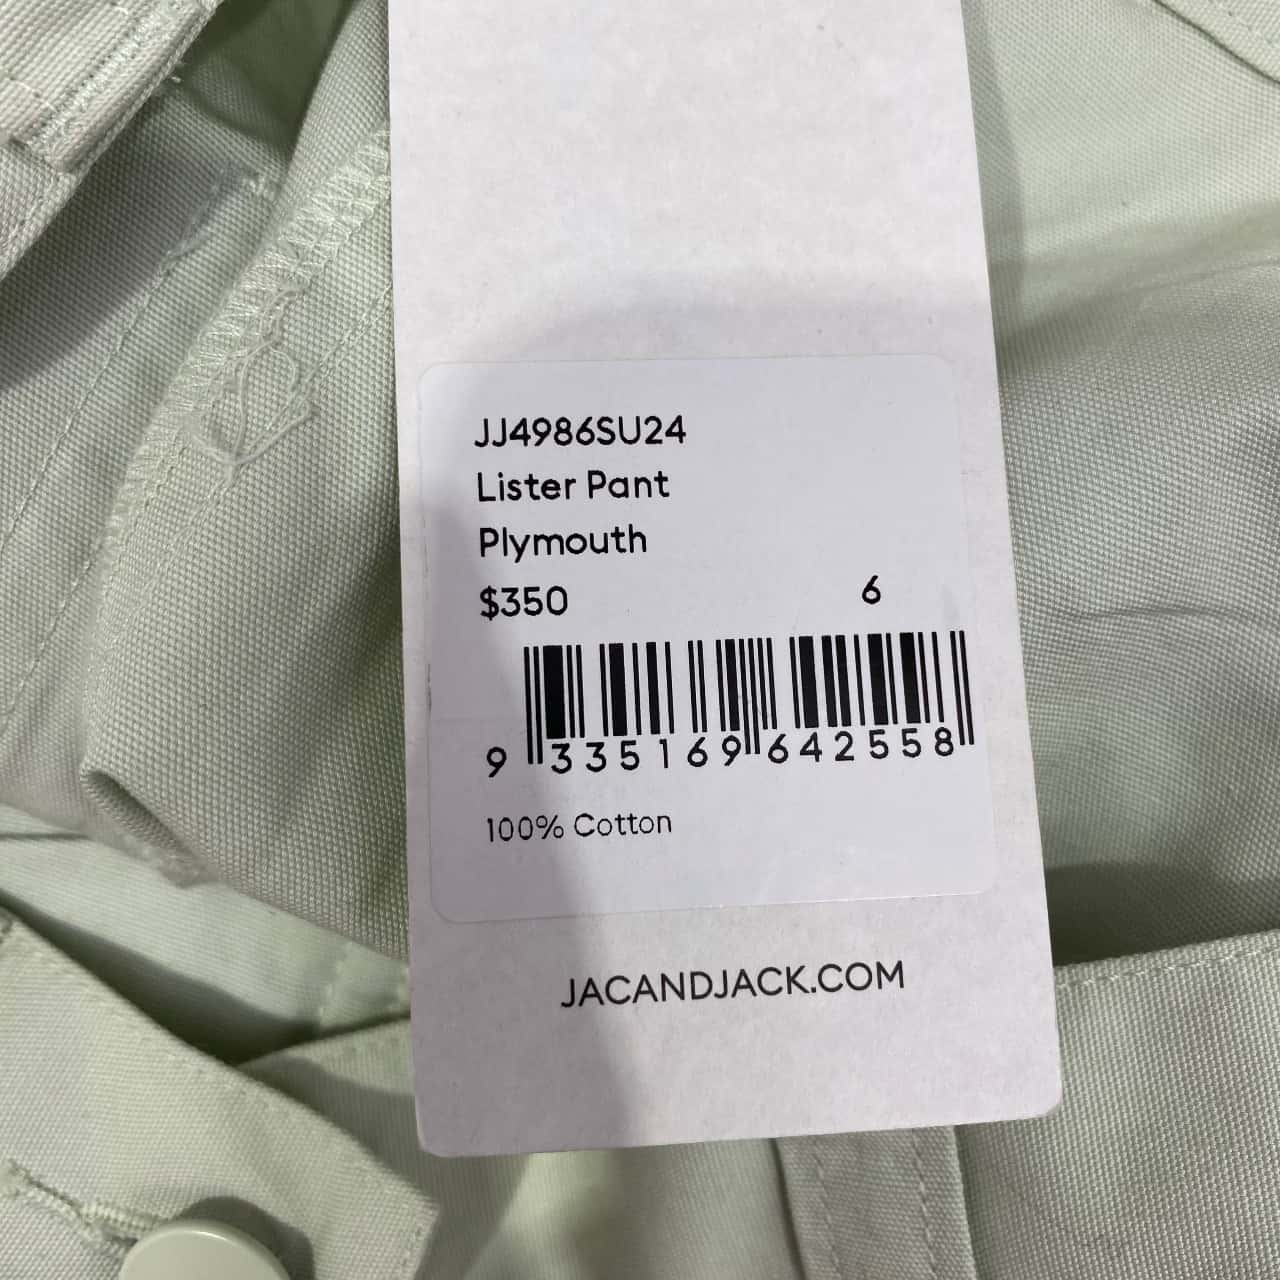 JJ4986SU24
Lister Pant
Plymouth
$350 6
9 335169 642558
100% Cotton
JACANDJACK.COM